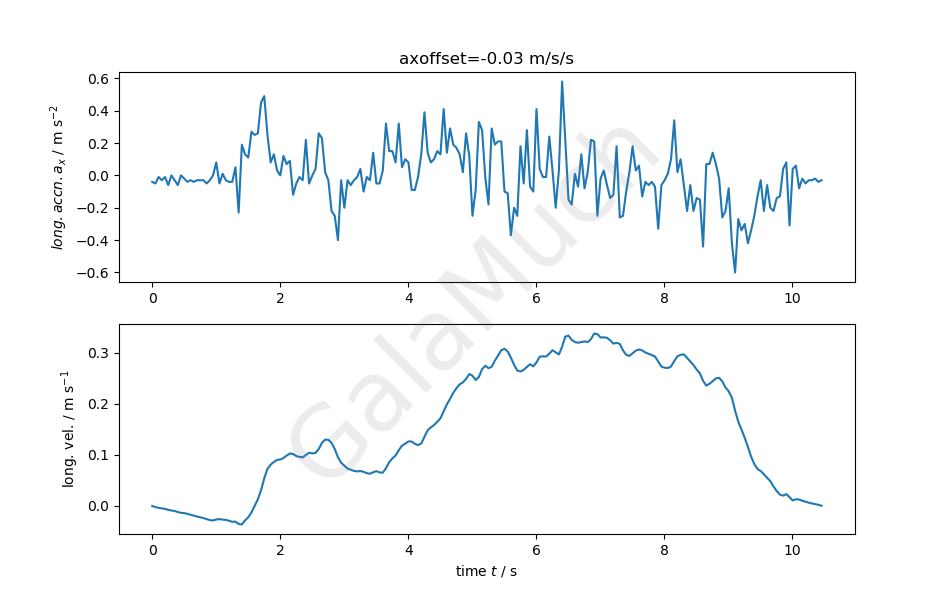 axoffset=-0.03 m/s/s
long. accn. aₓ / m s⁻²
0.6
0.4
0.2
0.0
−0.2
−0.4
−0.6
0 2 4 6 8 10
long. vel. / m s⁻¹
0.3
0.2
0.1
0.0
0 2 4 6 8 10
time t / s
GalaMuch